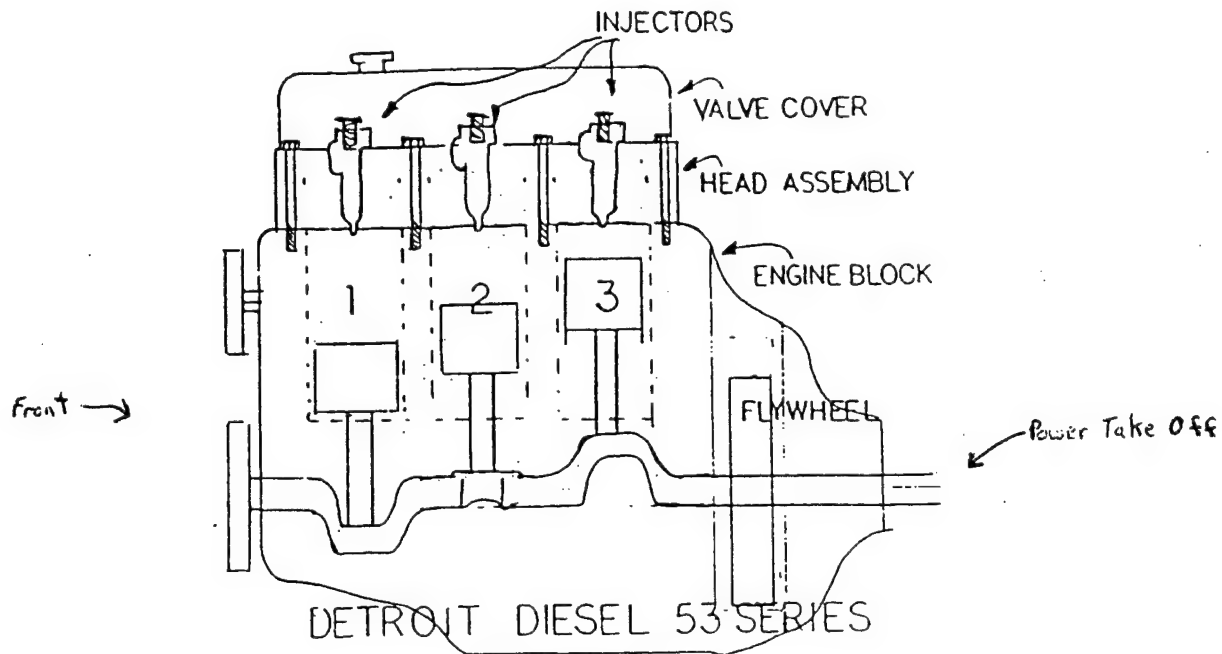 INJECTORS
VALVE COVER
HEAD ASSEMBLY
ENGINE BLOCK
1 2 3
Front
FLYWHEEL
Power Take Off
DETROIT DIESEL 53 SERIES